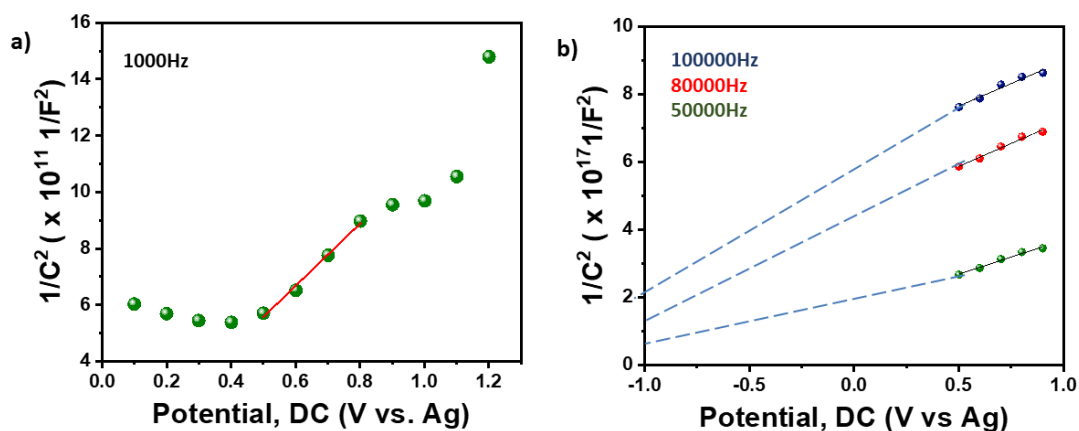 a)
1000Hz
1/C² ( x 10¹¹ 1/F²)
16
14
12
10
8
6
4
0.0 0.2 0.4 0.6 0.8 1.0 1.2
Potential, DC (V vs. Ag)
b)
100000Hz
80000Hz
50000Hz
1/C² ( x 10¹⁷1/F²)
10
8
6
4
2
0
-1.0 -0.5 0.0 0.5 1.0
Potential, DC (V vs Ag)